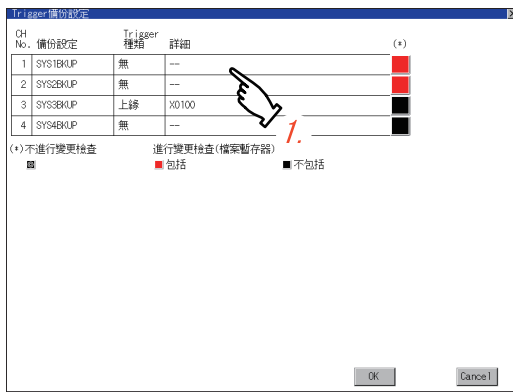 Trigger備份設定
CH No. 備份設定 Trigger 種類 詳細 (*)
1 SYS1BKUP 無 --
2 SYS2BKUP 無 --
3 SYS3BKUP 上緣 X0100
4 SYS4BKUP 無 --
1.
(*)不進行變更檢查 進行變更檢查(檔案暫存器)
包括 不包括
OK Cancel